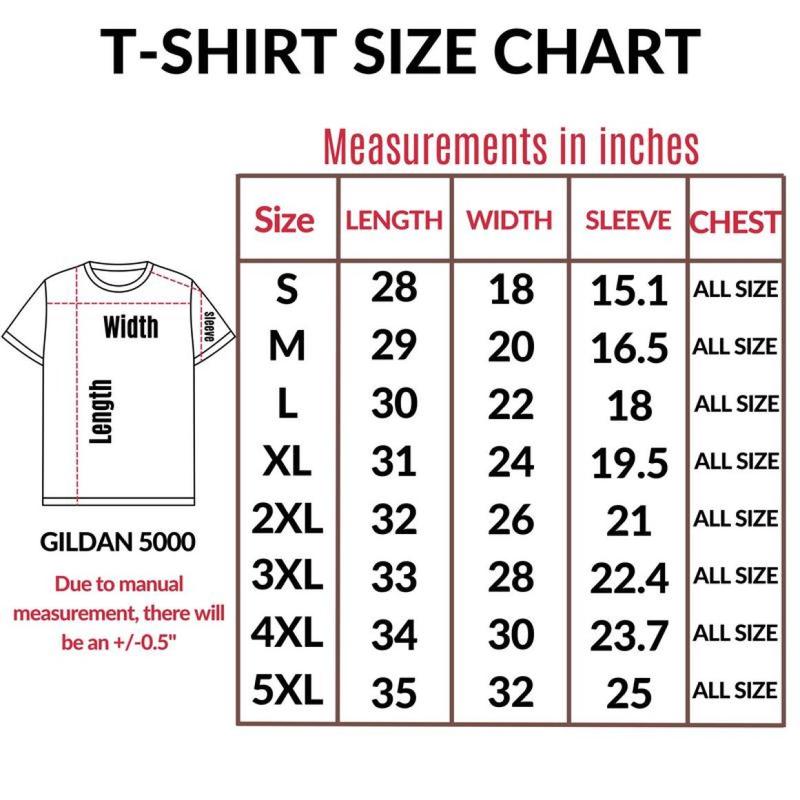 T-SHIRT SIZE CHART
Measurements in inches
Size LENGTH WIDTH SLEEVE CHEST
S 28 18 15.1 ALL SIZE
M 29 20 16.5 ALL SIZE
L 30 22 18 ALL SIZE
XL 31 24 19.5 ALL SIZE
2XL 32 26 21 ALL SIZE
3XL 33 28 22.4 ALL SIZE
4XL 34 30 23.7 ALL SIZE
5XL 35 32 25 ALL SIZE
Width
sleeve
Length
GILDAN 5000
Due to manual
measurement, there will
be an +/-0.5"